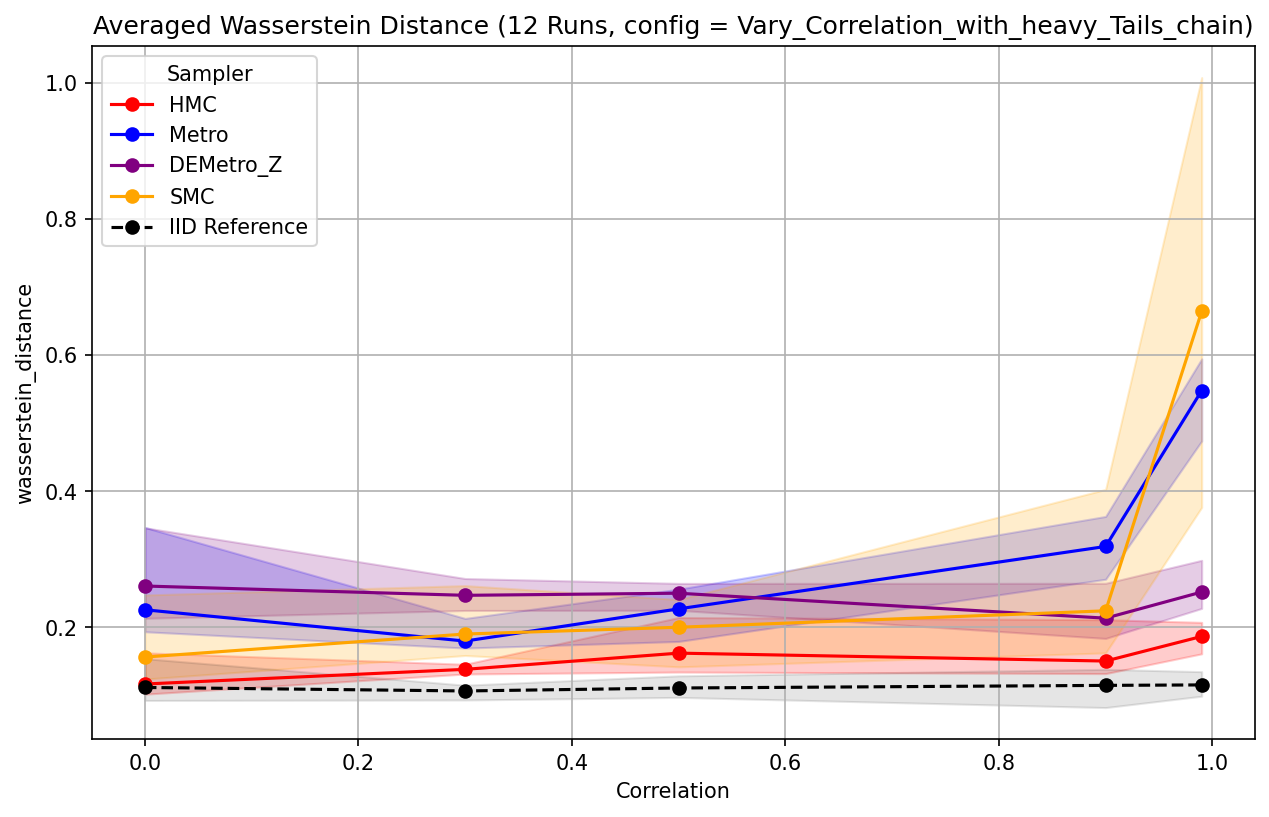 Averaged Wasserstein Distance (12 Runs, config = Vary_Correlation_with_heavy_Tails_chain)
Sampler
HMC
Metro
DEMetro_Z
SMC
IID Reference
wasserstein_distance
1.0
0.8
0.6
0.4
0.2
0.0 0.2 0.4 0.6 0.8 1.0
Correlation